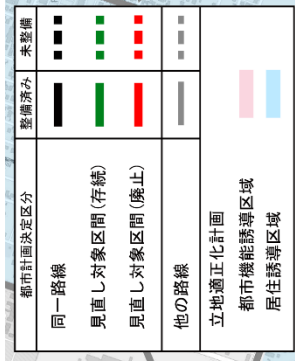 都市計画決定区分 整備済み 未整備
同一路線
見直し対象区間(存続)
見直し対象区間(廃止)
他の路線
立地適正化計画
都市機能誘導区域
居住誘導区域